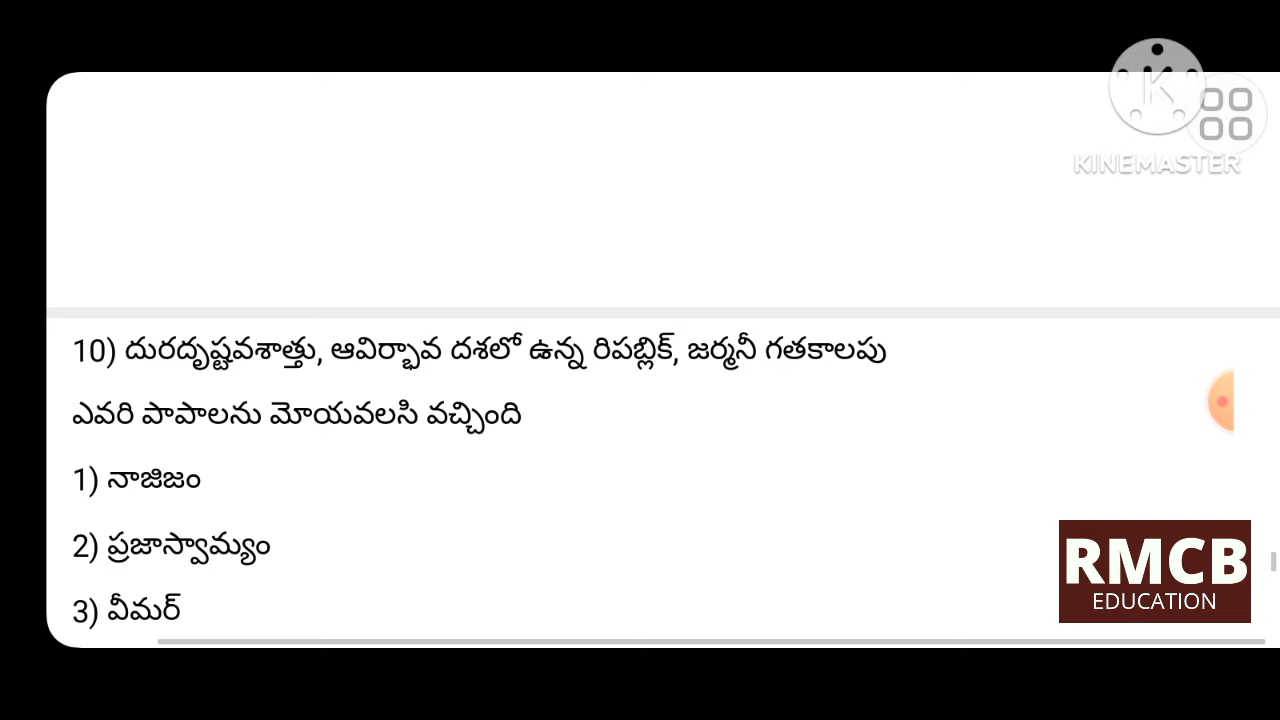 KINEMASTER
10) దురదృష్టవశాత్తు, ఆవిర్భావ దశలో ఉన్న రిపబ్లిక్, జర్మనీ గతకాలపు
ఎవరి పాపాలను మోయవలసి వచ్చింది
1) నాజిజం
2) ప్రజాస్వామ్యం
3) వీమర్
RMCB
EDUCATION